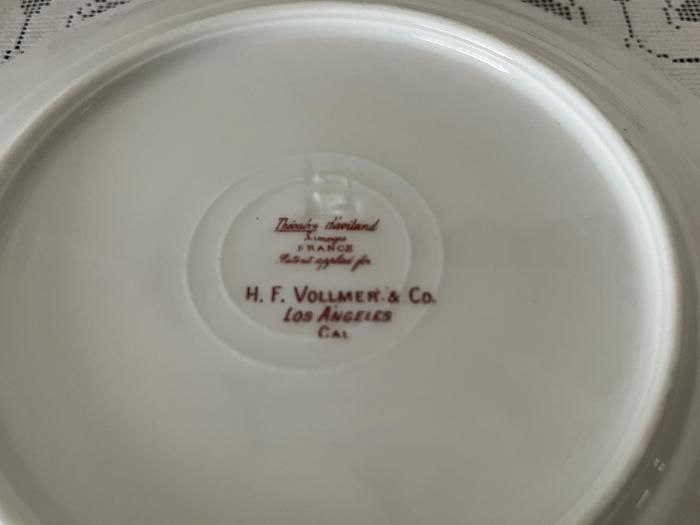 Théodore Haviland
Limoges
FRANCE
Patent applied for
H. F. VOLLMER & Co.
LOS ANGELES
CAL